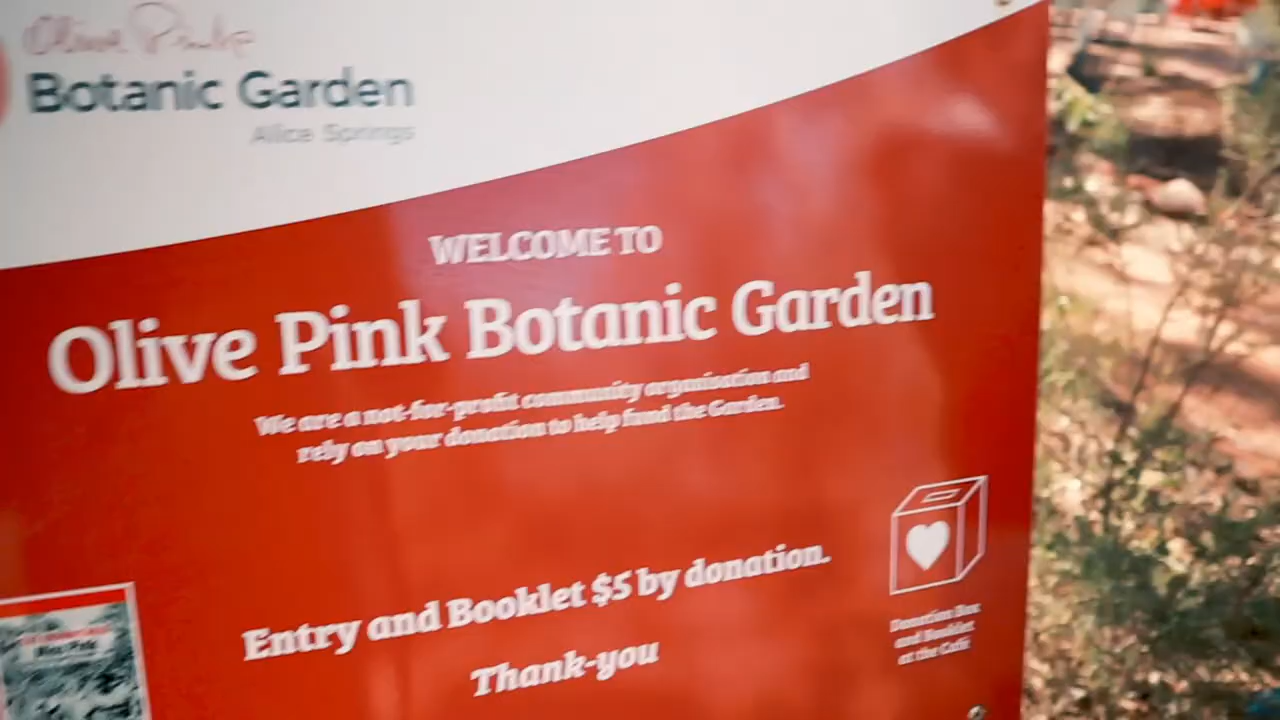 Olive Pink
Botanic Garden
Alice Springs
WELCOME TO
Olive Pink Botanic Garden
We are a not-for-profit community organisation and
rely on your donation to help fund the Garden.
Entry and Booklet $5 by donation.
Thank-you
Donation Box
and Booklet
at the Café